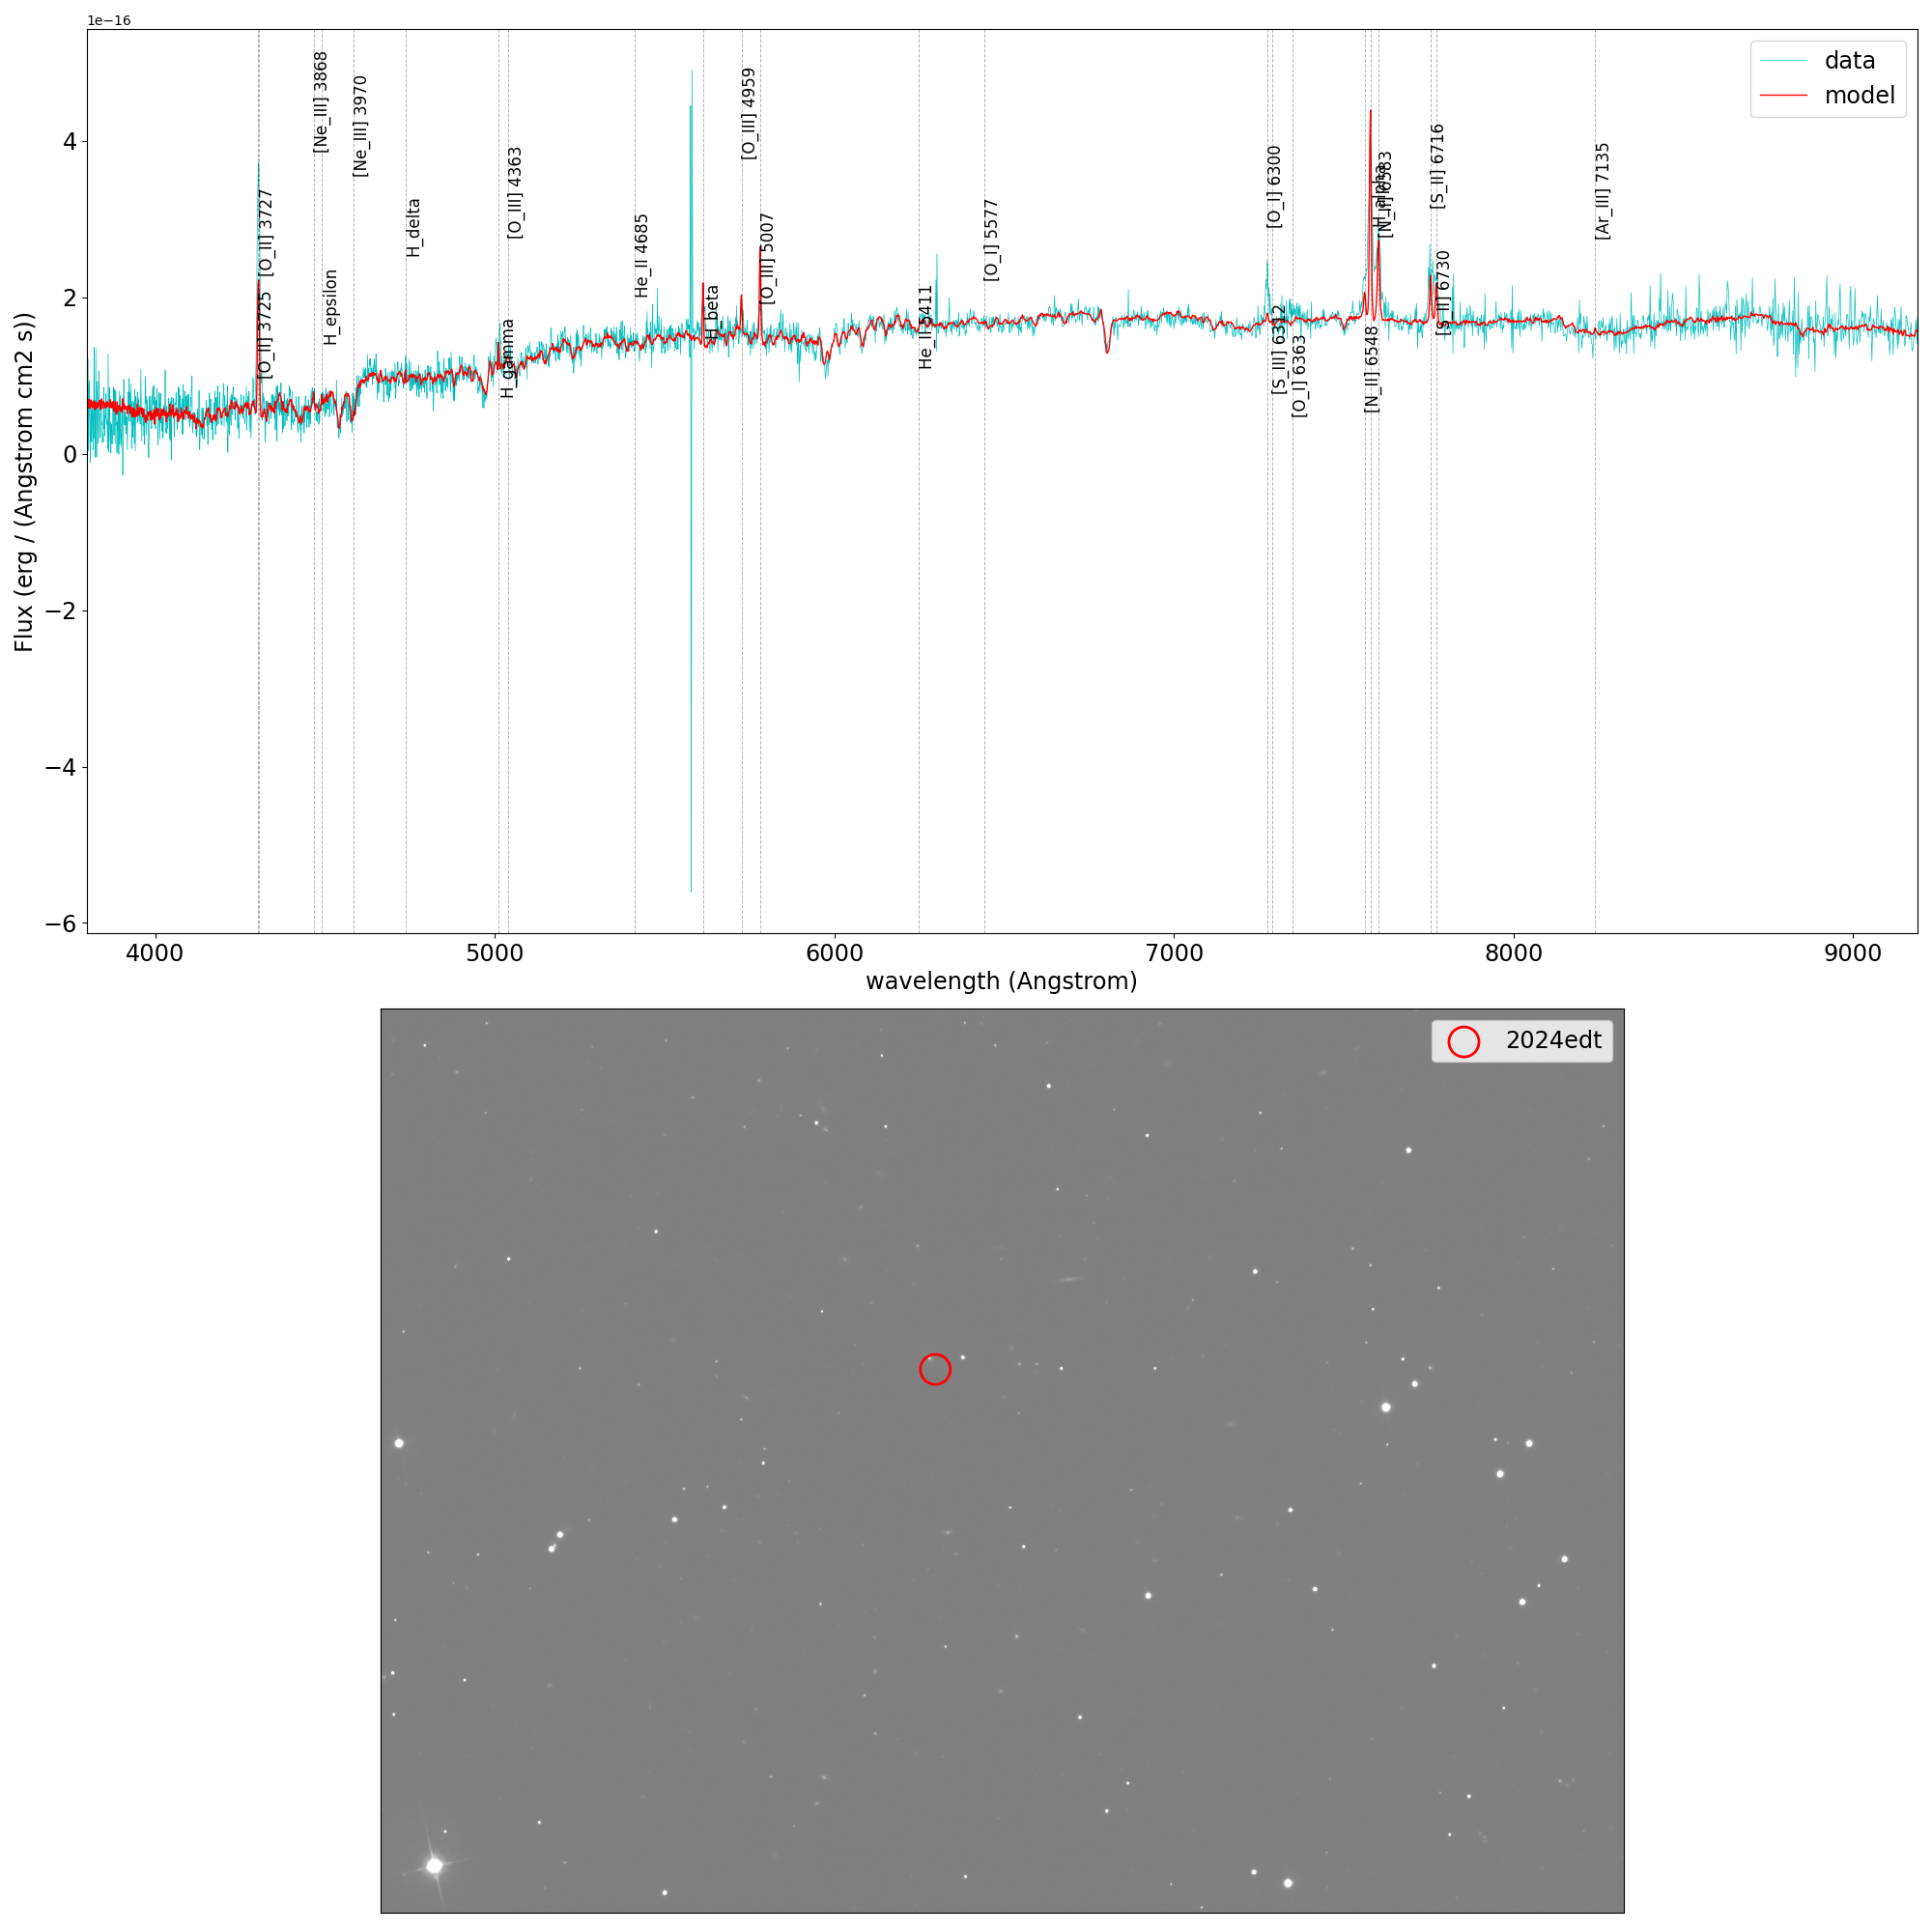 1e−16
data
model
[Ne_III] 3868
[O_III] 4959
[Ne_III] 3970
[S_II] 6716
[Ar_III] 7135
[O_I] 6300
[O_III] 4363
H_alpha
[N_II] 6583
[O_II] 3727
H_delta
[O_I] 5577
He_II 4685
[O_III] 5007
[S_II] 6730
H_epsilon
H_beta
He_II 5411
[O_II] 3725
H_gamma
[S_III] 6312
[O_I] 6363
[N_II] 6548
4
2
0
−2
−4
−6
Flux (erg / (Angstrom cm2 s))
4000 5000 6000 7000 8000 9000
wavelength (Angstrom)
2024edt